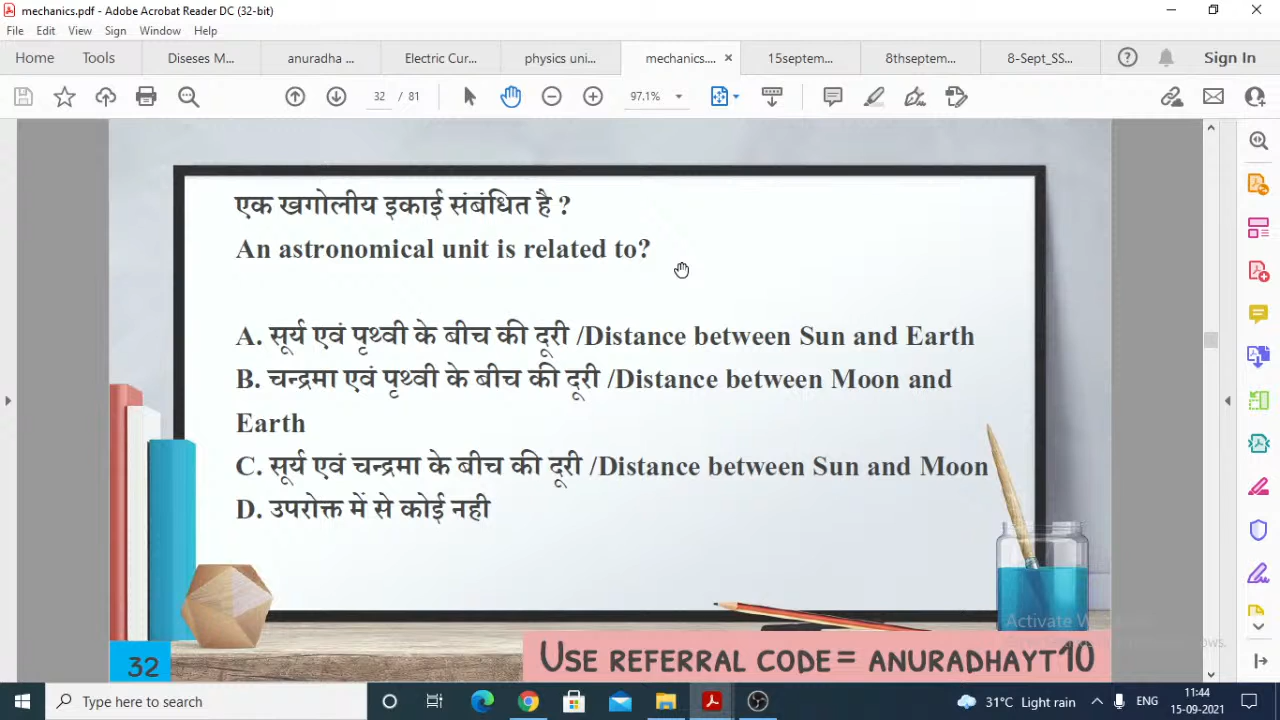 mechanics.pdf - Adobe Acrobat Reader DC (32-bit)
File Edit View Sign Window Help
Home Tools Diseses M... anuradha ... Electric Cur... physics uni... mechanics.... × 15septem... 8thseptem... 8-Sept_SS... Sign In
32 / 81 97.1%
एक खगोलीय इकाई संबंधित है ?
An astronomical unit is related to?
A. सूर्य एवं पृथ्वी के बीच की दूरी /Distance between Sun and Earth
B. चन्द्रमा एवं पृथ्वी के बीच की दूरी /Distance between Moon and
Earth
C. सूर्य एवं चन्द्रमा के बीच की दूरी /Distance between Sun and Moon
D. उपरोक्त में से कोई नही
Activate W
32
USE REFERRAL CODE= ANURADHAYT10
Type here to search
31°C Light rain ENG 11:44
15-09-2021